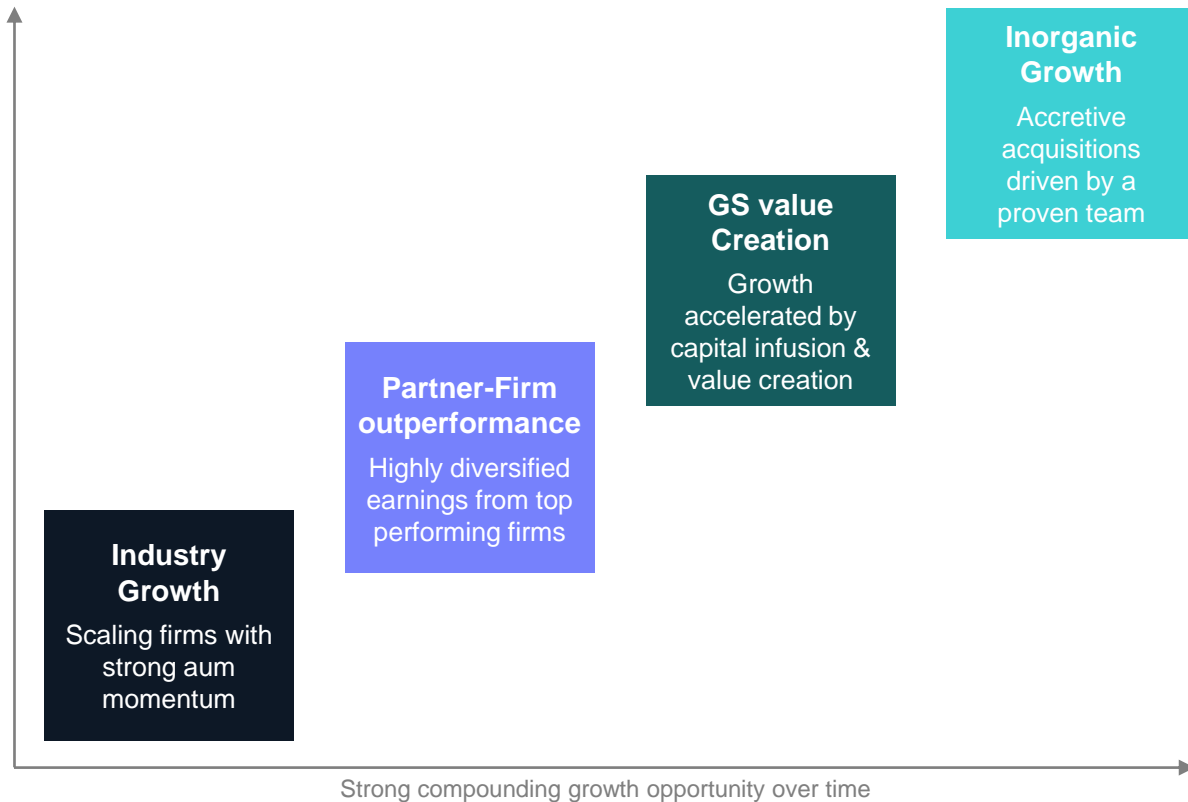 Inorganic
Growth
Accretive
acquisitions
driven by a
proven team
GS value
Creation
Growth
accelerated by
capital infusion &
value creation
Partner-Firm
outperformance
Highly diversified
earnings from top
performing firms
Industry
Growth
Scaling firms with
strong aum
momentum
Strong compounding growth opportunity over time